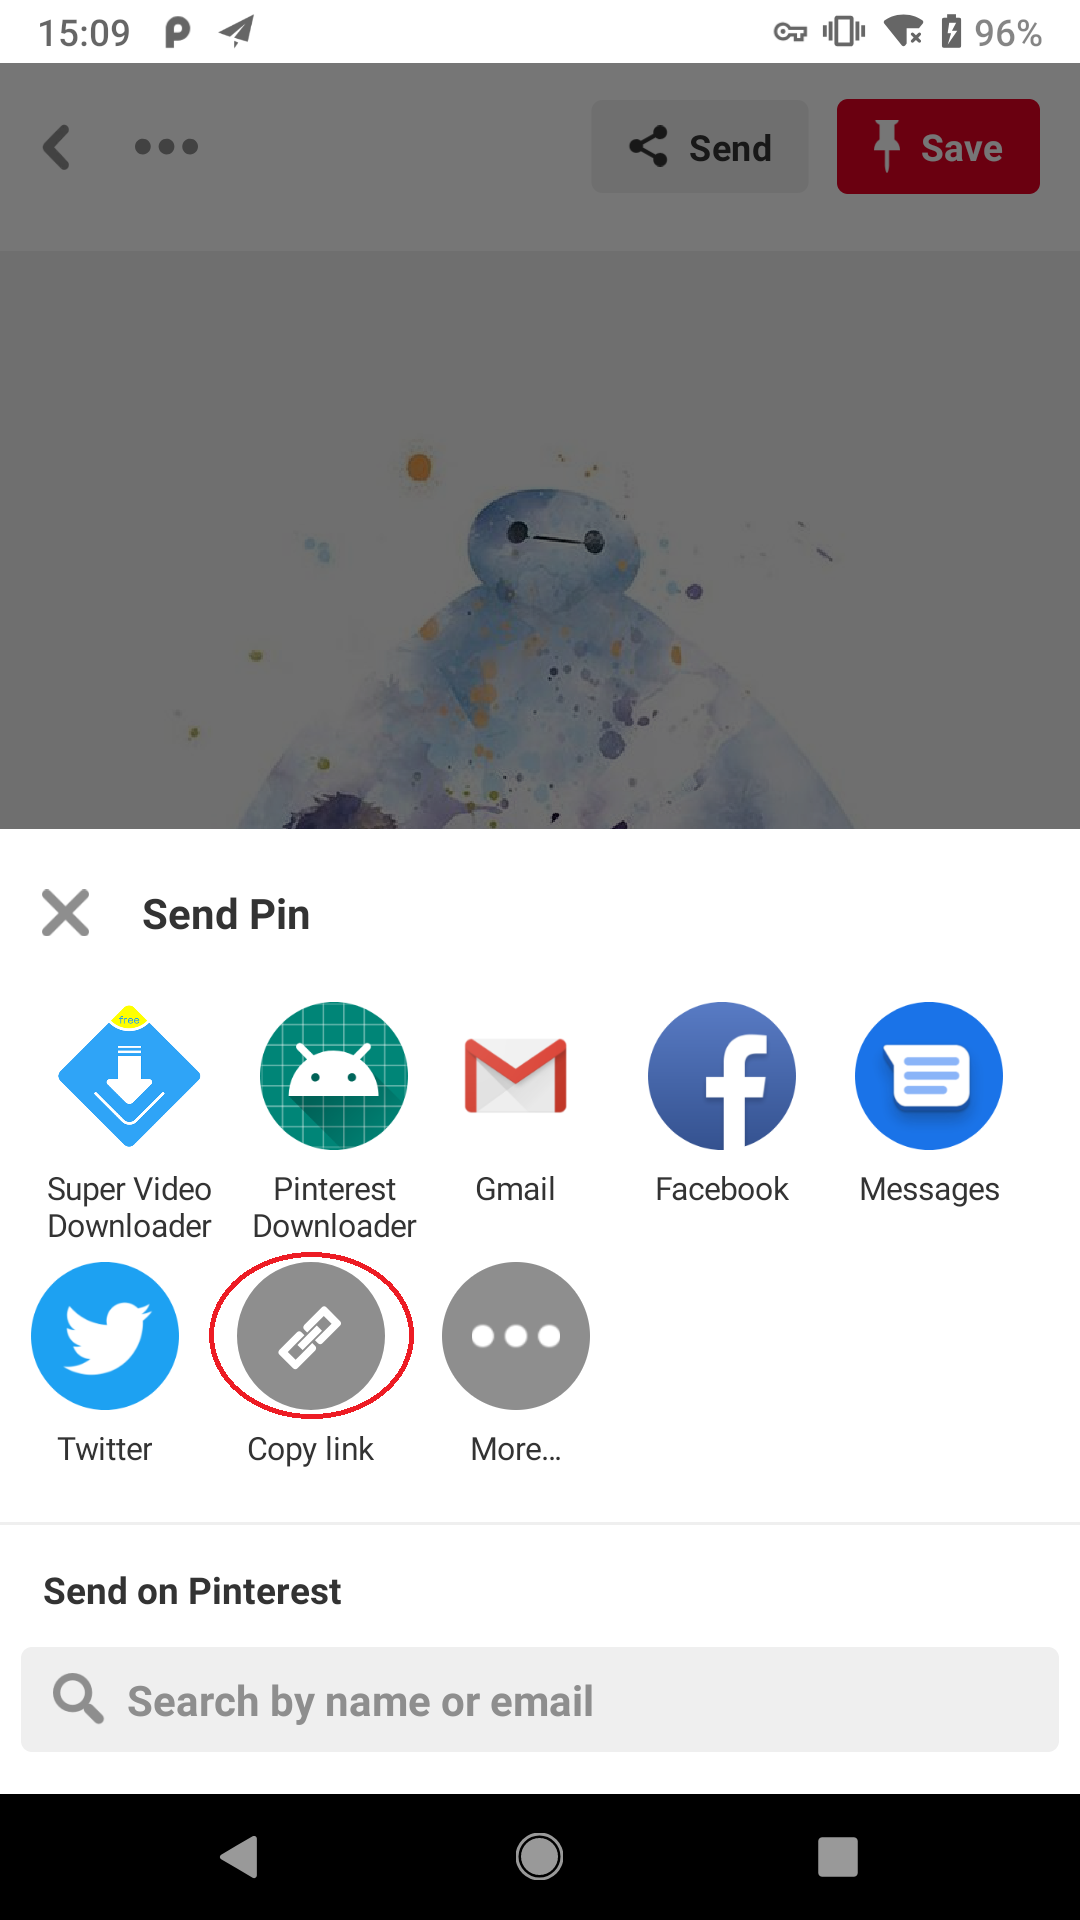 15:09
96%
Send
Save
Send Pin
free
Super Video
Downloader
Pinterest
Downloader
Gmail
Facebook
Messages
Twitter
Copy link
More...
Send on Pinterest
Search by name or email